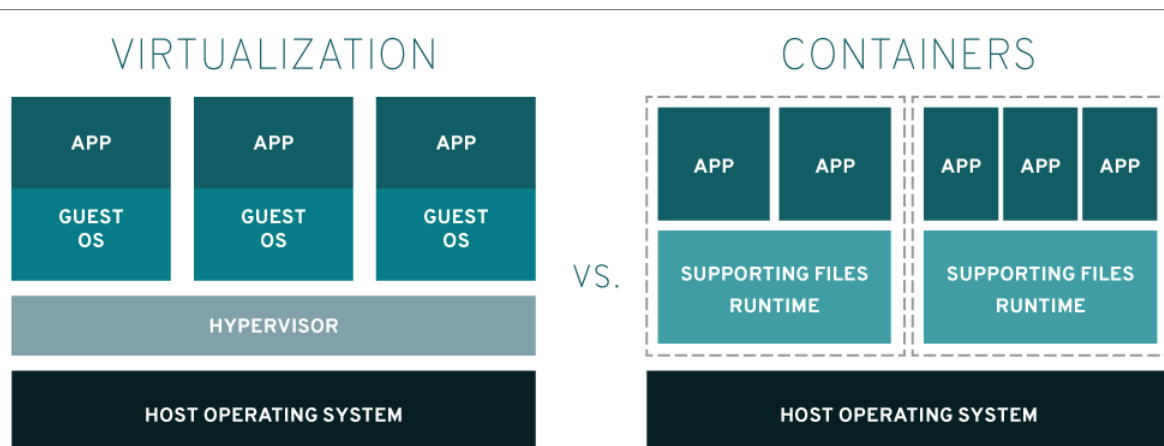 VIRTUALIZATION
APP
GUEST
OS
APP
GUEST
OS
APP
GUEST
OS
HYPERVISOR
HOST OPERATING SYSTEM
VS.
CONTAINERS
APP
APP
SUPPORTING FILES
RUNTIME
APP
APP
APP
SUPPORTING FILES
RUNTIME
HOST OPERATING SYSTEM